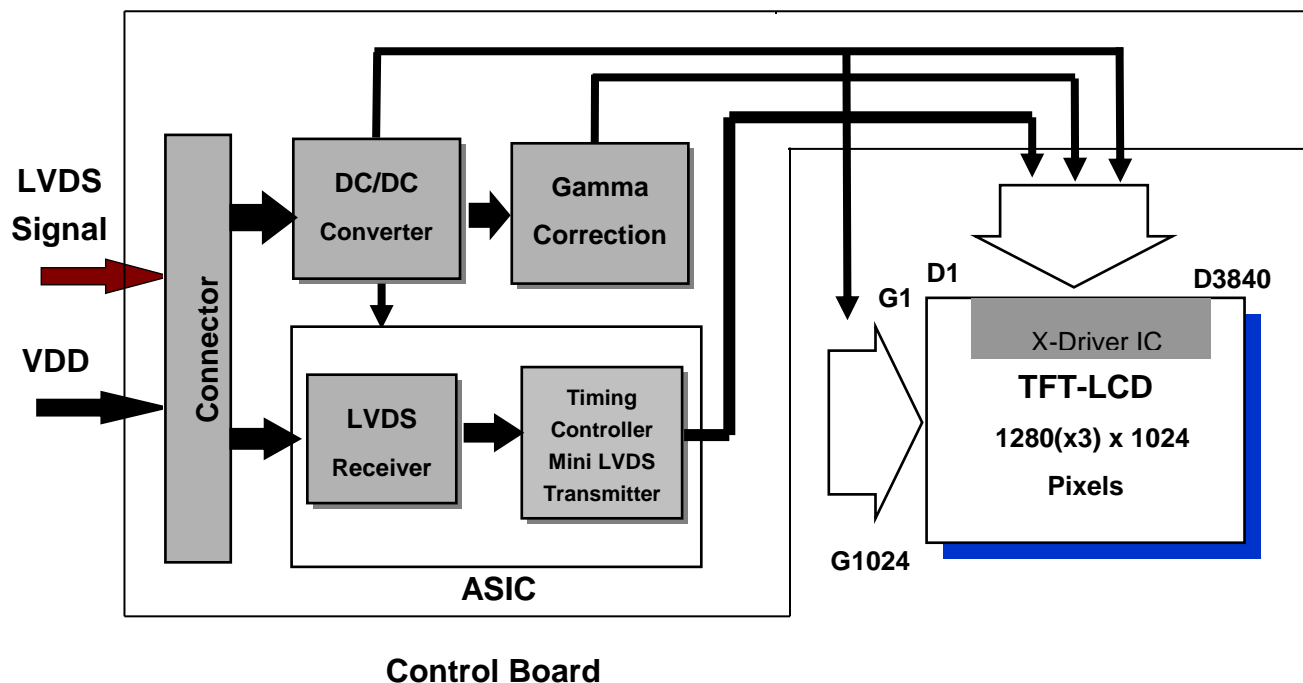 LVDS
Signal
VDD
Connector
DC/DC
Converter
Gamma
Correction
LVDS
Receiver
Timing
Controller
Mini LVDS
Transmitter
ASIC
D1
D3840
G1
G1024
X-Driver IC
TFT-LCD
1280(x3) x 1024
Pixels
Control Board